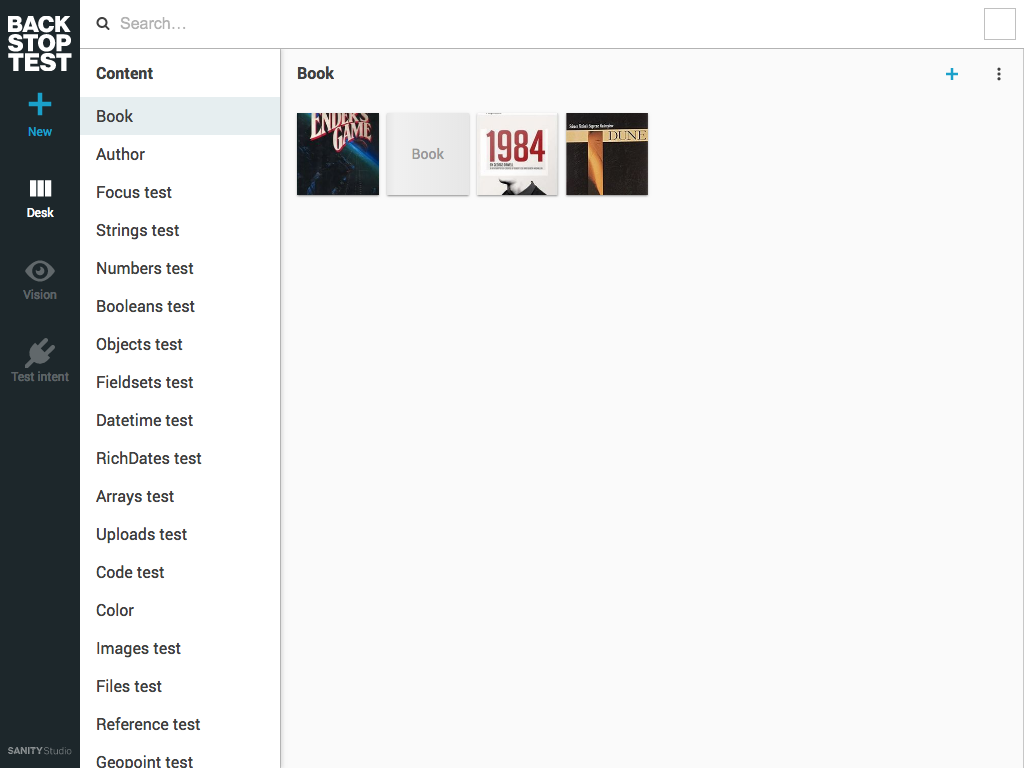 BACK
STOP
TEST
Search...
New
Desk
Vision
Test intent
SANITY Studio
Content
Book
Author
Focus test
Strings test
Numbers test
Booleans test
Objects test
Fieldsets test
Datetime test
RichDates test
Arrays test
Uploads test
Code test
Color
Images test
Files test
Reference test
Geopoint test
Book
ENDER'S
GAME
Book
1984
DUNE